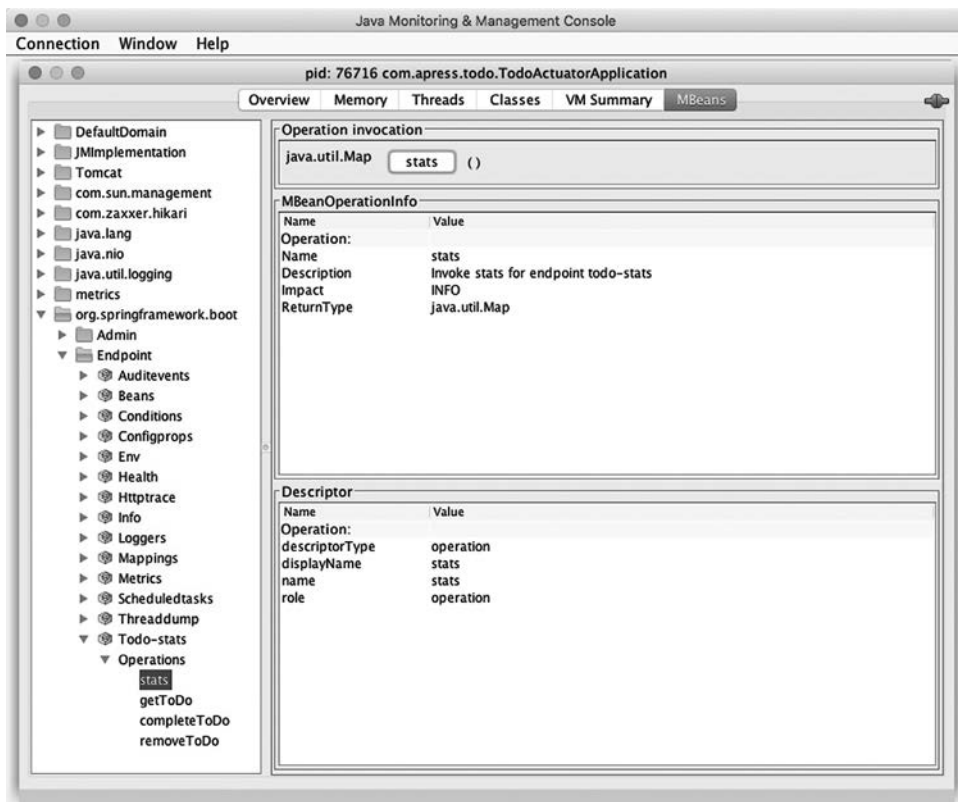 Java Monitoring & Management Console
Connection Window Help
pid: 76716 com.apress.todo.TodoActuatorApplication
Overview Memory Threads Classes VM Summary MBeans
DefaultDomain
JMImplementation
Tomcat
com.sun.management
com.zaxxer.hikari
java.lang
java.nio
java.util.logging
metrics
org.springframework.boot
Admin
Endpoint
Auditevents
Beans
Conditions
Configprops
Env
Health
Httptrace
Info
Loggers
Mappings
Metrics
Scheduledtasks
Threaddump
Todo-stats
Operations
stats
getToDo
completeToDo
removeToDo
Operation invocation
java.util.Map stats ()
MBeanOperationInfo
Name Value
Operation:
Name stats
Description Invoke stats for endpoint todo-stats
Impact INFO
ReturnType java.util.Map
Descriptor
Name Value
Operation:
descriptorType operation
displayName stats
name stats
role operation